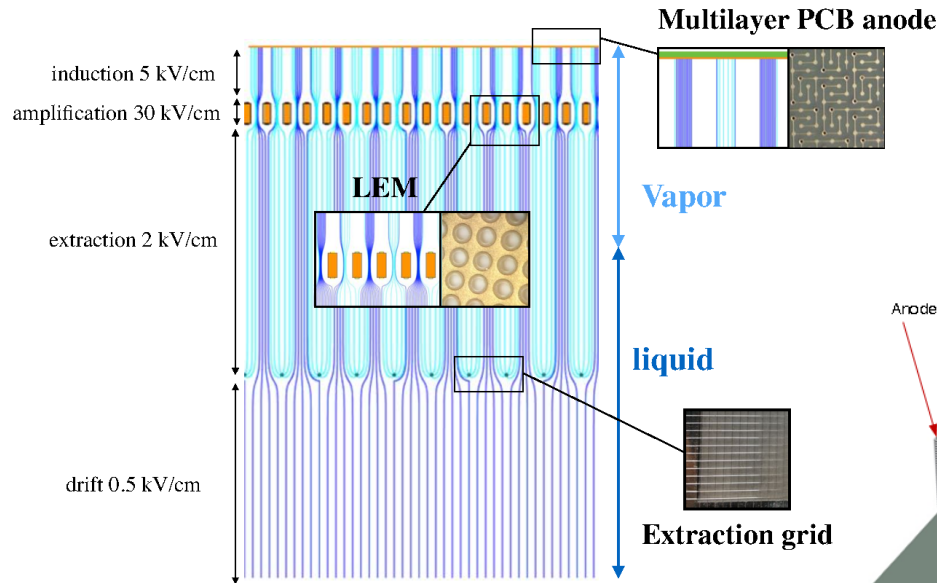 Multilayer PCB anode
induction 5 kV/cm
amplification 30 kV/cm
LEM
Vapor
extraction 2 kV/cm
Anode
liquid
drift 0.5 kV/cm
Extraction grid